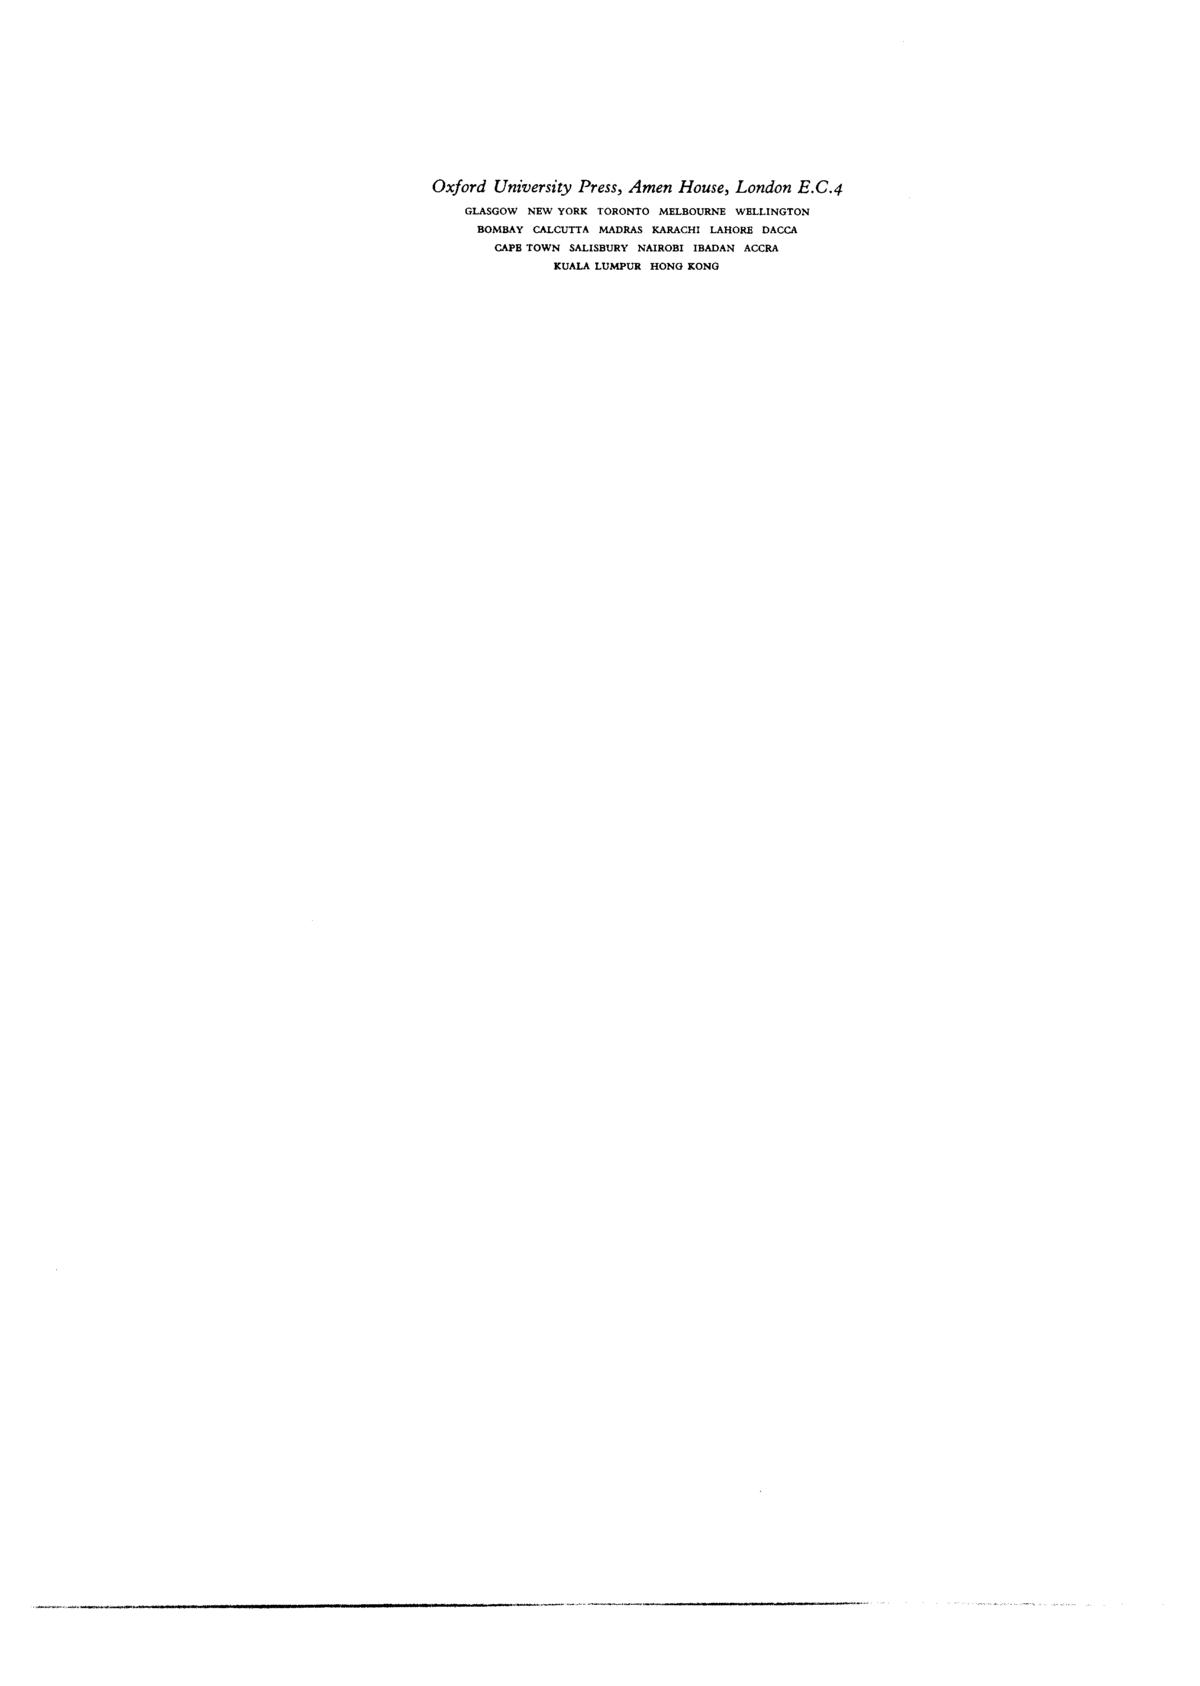 Oxford University Press, Amen House, London E.C.4
GLASGOW NEW YORK TORONTO MELBOURNE WELLINGTON
BOMBAY CALCUTTA MADRAS KARACHI LAHORE DACCA
CAPE TOWN SALISBURY NAIROBI IBADAN ACCRA
KUALA LUMPUR HONG KONG